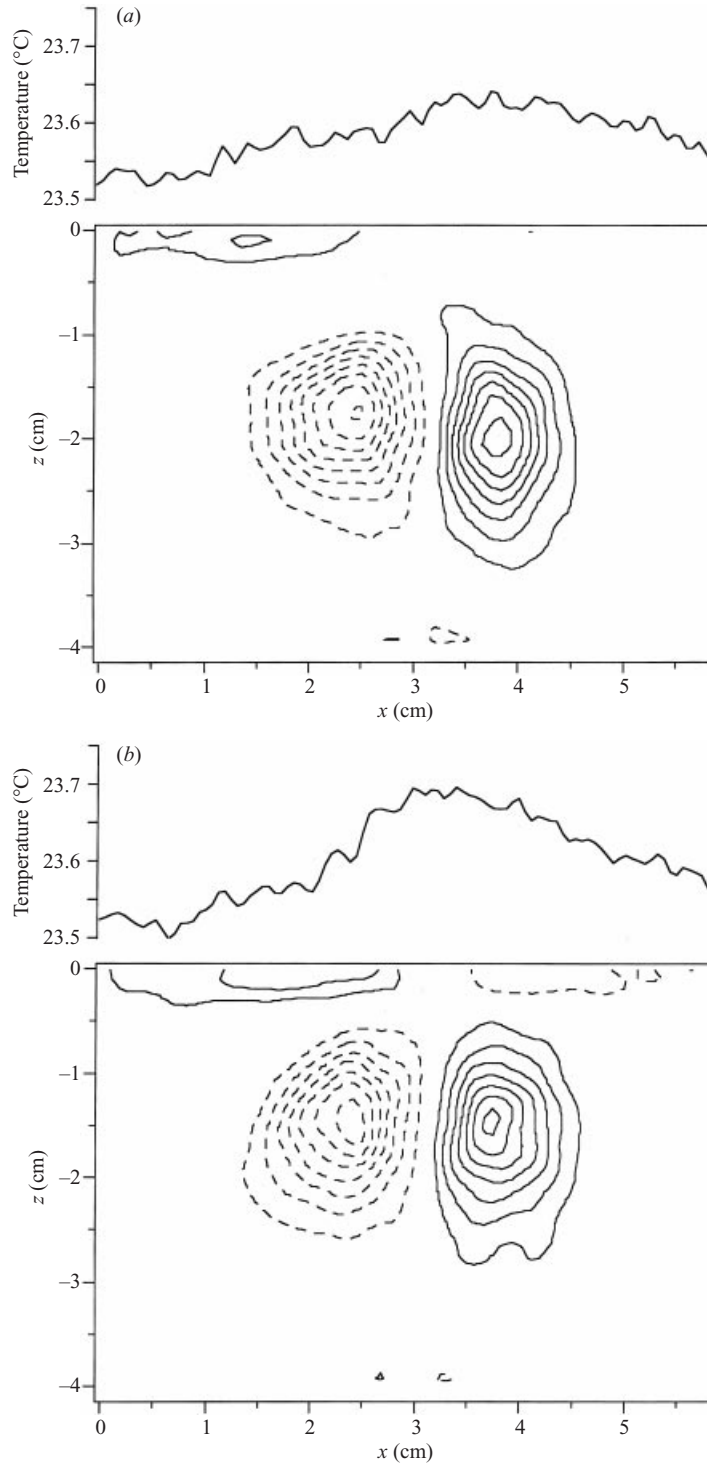 (a)
Temperature (°C)
23.7
23.6
23.5
0
–1
–2
–3
–4
z (cm)
0 1 2 3 4 5
x (cm)
(b)
Temperature (°C)
23.7
23.6
23.5
0
–1
–2
–3
–4
z (cm)
0 1 2 3 4 5
x (cm)